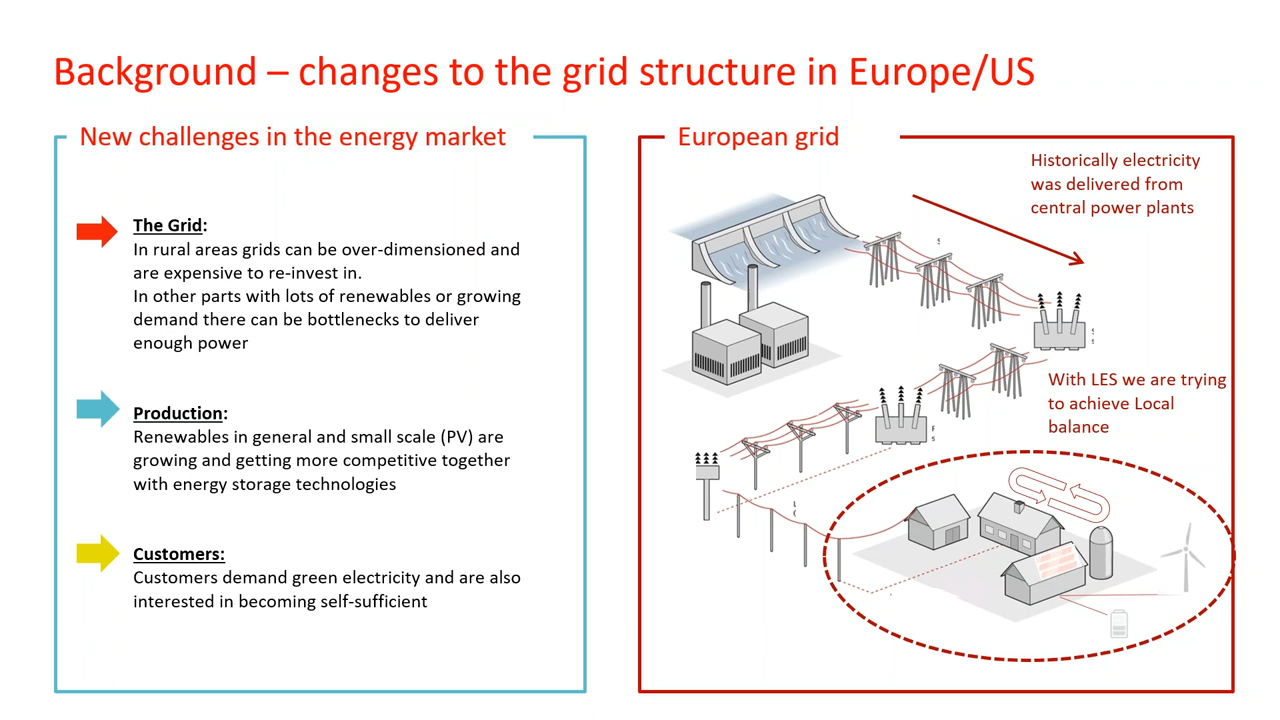 Background – changes to the grid structure in Europe/US
New challenges in the energy market
The Grid:
In rural areas grids can be over-dimensioned and
are expensive to re-invest in.
In other parts with lots of renewables or growing
demand there can be bottlenecks to deliver
enough power
Production:
Renewables in general and small scale (PV) are
growing and getting more competitive together
with energy storage technologies
Customers:
Customers demand green electricity and are also
interested in becoming self-sufficient
European grid
Historically electricity
was delivered from
central power plants
With LES we are trying
to achieve Local
balance